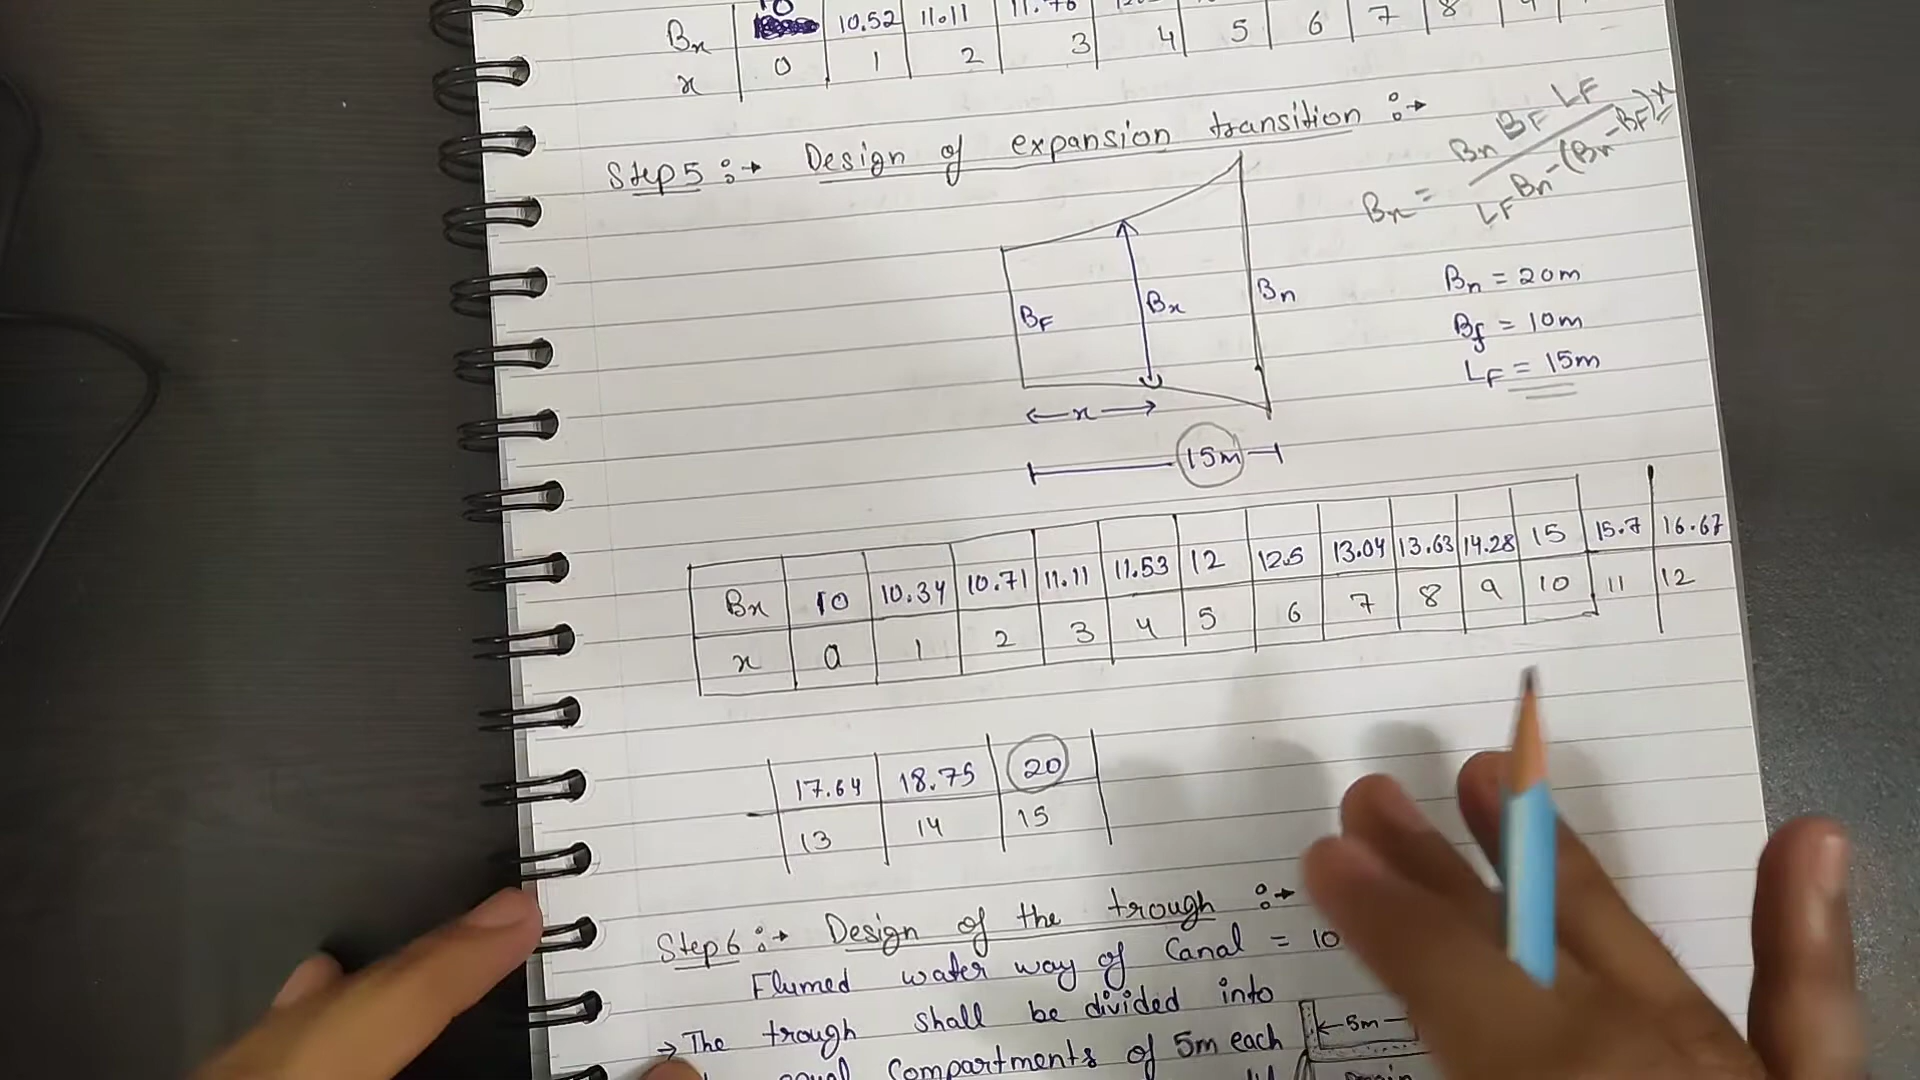 10
Bx 10.52 11.11 11.76
x 0 1 2 3 4 5 6 7 8
Step 5 :→ Design of expansion transition :→
Bx = Bn BF LF / LF Bn - (Bn - BF)x
BF Bx Bn
Bn = 20m
Bf = 10m
LF = 15m
x
15m
Bx 10 10.34 10.71 11.11 11.53 12 12.5 13.04 13.63 14.28 15 15.7 16.67
x 0 1 2 3 4 5 6 7 8 9 10 11 12
17.64 18.75 20
13 14 15
Step 6 :→ Design of the trough :→
Flumed water way of Canal = 10
→ The trough shall be divided into
equal compartments of 5m each
5m